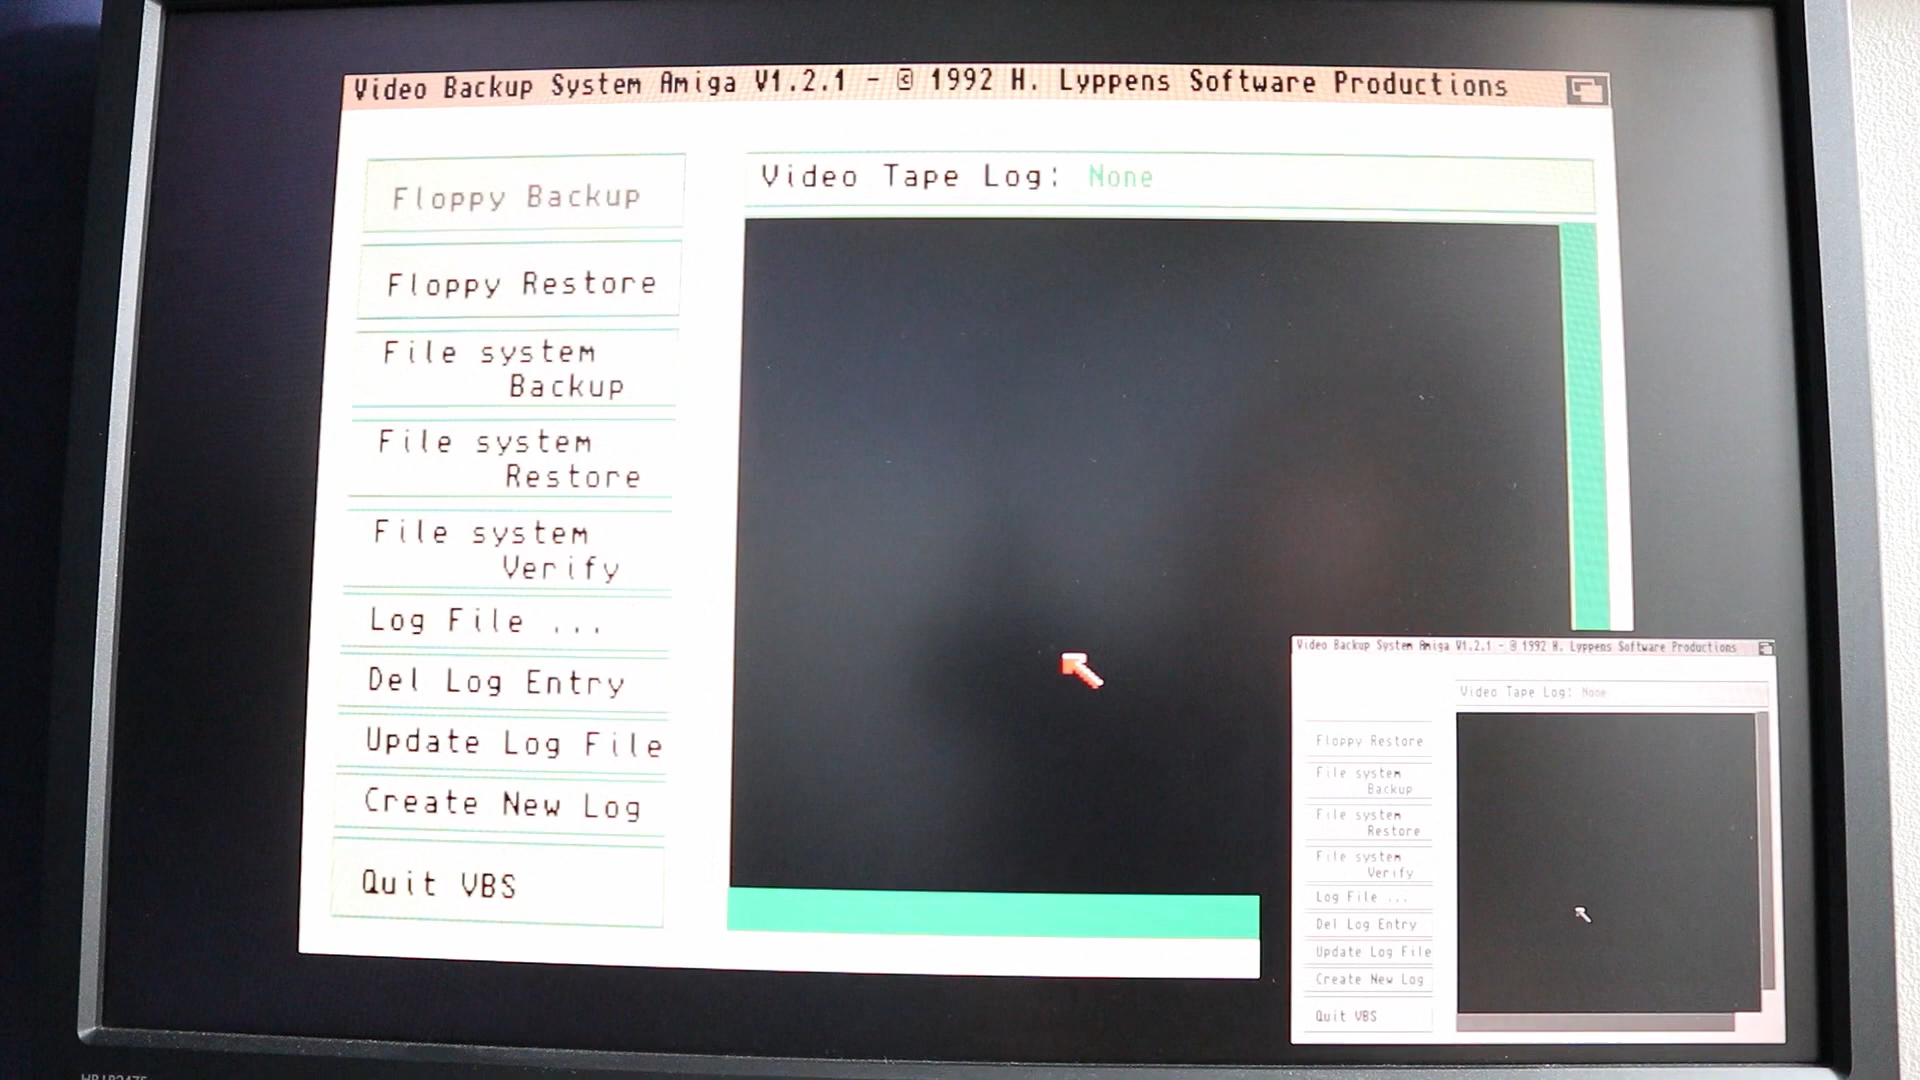 Video Backup System Amiga V1.2.1 - © 1992 H. Lyppens Software Productions
Floppy Backup
Floppy Restore
File system
Backup
File system
Restore
File system
Verify
Log File ...
Del Log Entry
Update Log File
Create New Log
Quit VBS
Video Tape Log: None
Video Backup System Amiga V1.2.1 - © 1992 H. Lyppens Software Productions
Video Tape Log: None
Floppy Restore
File system
Backup
File system
Restore
File system
Verify
Log File ...
Del Log Entry
Update Log File
Create New Log
Quit VBS